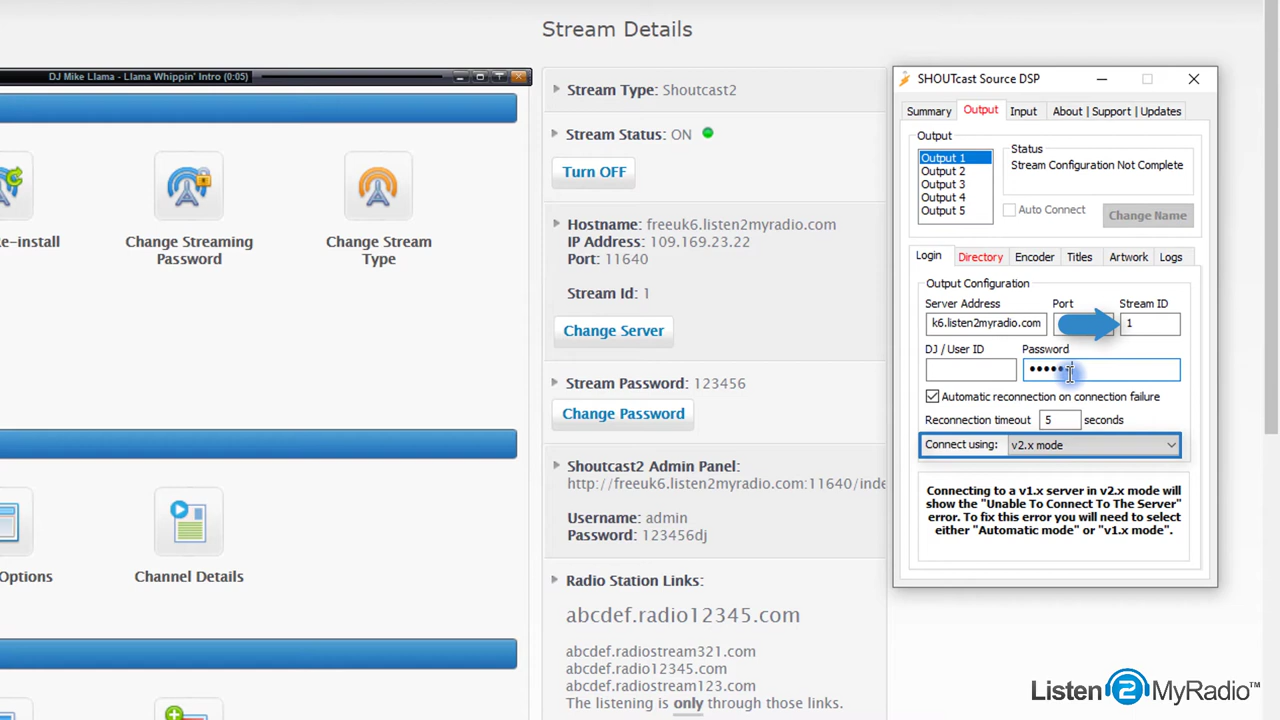 Stream Details
DJ Mike Llama - Llama Whippin' Intro (0:05)
e-install
Change Streaming
Password
Change Stream
Type
Options
Channel Details
Stream Type: Shoutcast2
Stream Status: ON
Turn OFF
Hostname: freeuk6.listen2myradio.com
IP Address: 109.169.23.22
Port: 11640
Stream Id: 1
Change Server
Stream Password: 123456
Change Password
Shoutcast2 Admin Panel:
http://freeuk6.listen2myradio.com:11640/inde
Username: admin
Password: 123456dj
Radio Station Links:
abcdef.radio12345.com
abcdef.radiostream321.com
abcdef.radio12345.com
abcdef.radiostream123.com
The listening is only through those links.
SHOUTcast Source DSP
Summary Output Input About | Support | Updates
Output
Output 1
Output 2
Output 3
Output 4
Output 5
Status
Stream Configuration Not Complete
Auto Connect
Change Name
Login Directory Encoder Titles Artwork Logs
Output Configuration
Server Address Port Stream ID
k6.listen2myradio.com 1
DJ / User ID Password
Automatic reconnection on connection failure
Reconnection timeout 5 seconds
Connect using: v2.x mode
Connecting to a v1.x server in v2.x mode will
show the "Unable To Connect To The Server"
error. To fix this error you will need to select
either "Automatic mode" or "v1.x mode".
Listen2MyRadio™